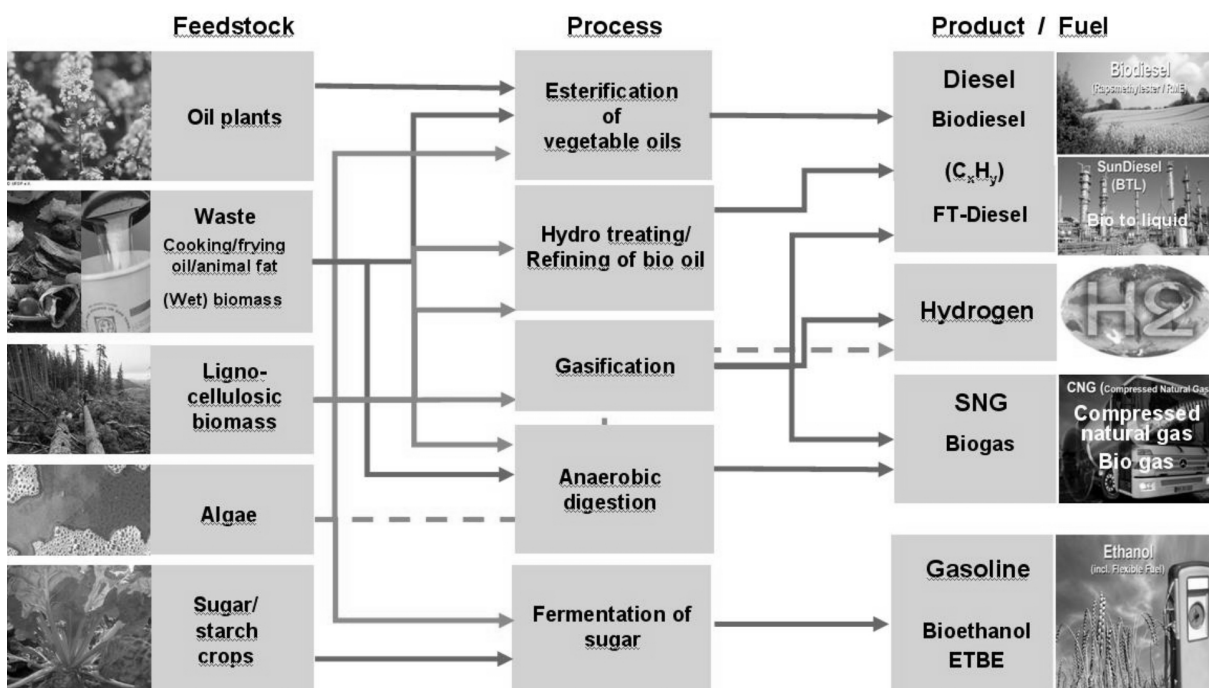 Feedstock
Process
Product / Fuel
Oil plants
Waste
Cooking/frying
oil/animal fat
(Wet) biomass
Ligno-
cellulosic
biomass
Algae
Sugar/
starch
crops
Esterification
of
vegetable oils
Hydro treating/
Refining of bio oil
Gasification
Anaerobic
digestion
Fermentation of
sugar
Diesel
Biodiesel
(CxHy)
FT-Diesel
Hydrogen
SNG
Biogas
Gasoline
Bioethanol
ETBE
Biodiesel
(Rapsmethylester / RME)
SunDiesel
(BTL)
Bio to liquid
H2
CNG (Compressed Natural Gas
Compressed
natural gas
Bio gas
Ethanol
(incl. Flexible Fuel)